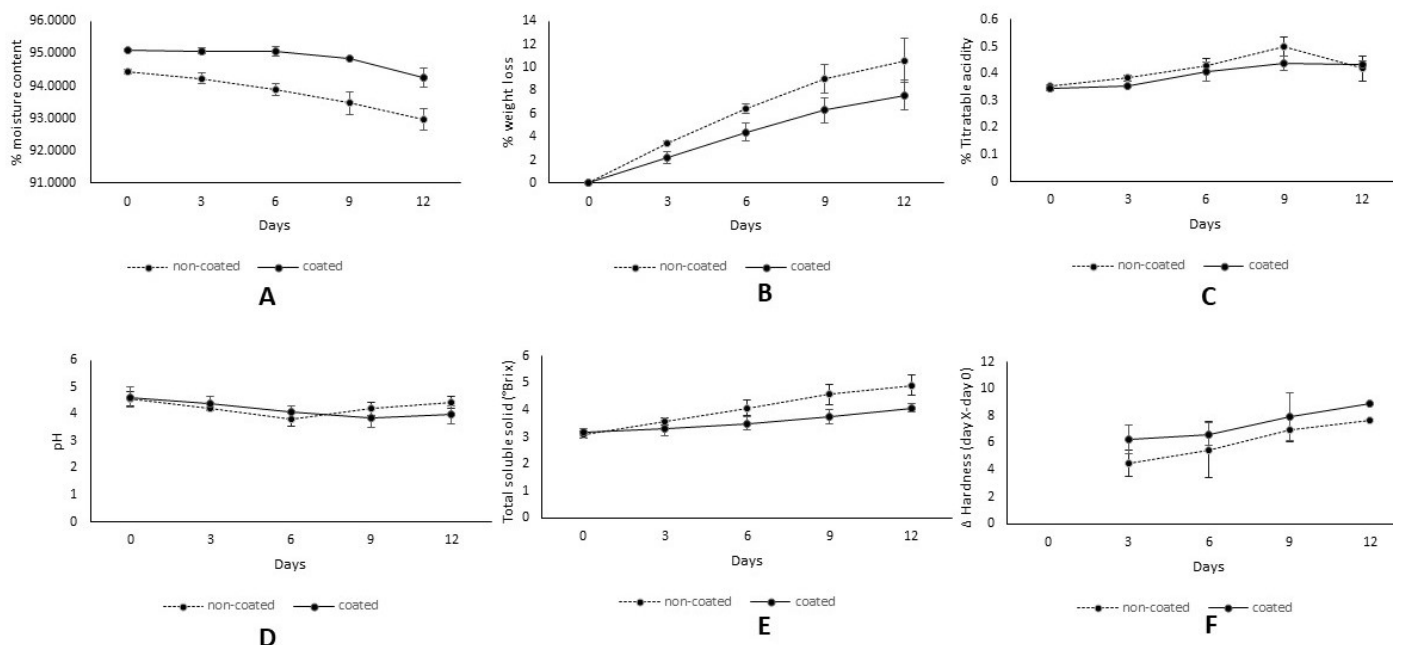 % moisture content
96.0000
95.0000
94.0000
93.0000
92.0000
91.0000
0 3 6 9 12
Days
non-coated coated
A
% weight loss
14
12
10
8
6
4
2
0
0 3 6 9 12
Days
non-coated coated
B
% Titratable acidity
0.6
0.5
0.4
0.3
0.2
0.1
0
0 3 6 9 12
Days
non-coated coated
C
pH
6
5
4
3
2
1
0
0 3 6 9 12
Days
non-coated coated
D
Total soluble solid (°Brix)
6
5
4
3
2
1
0
0 3 6 9 12
Days
non-coated coated
E
Δ Hardness (day X-day 0)
12
10
8
6
4
2
0
0 3 6 9 12
Days
non-coated coated
F